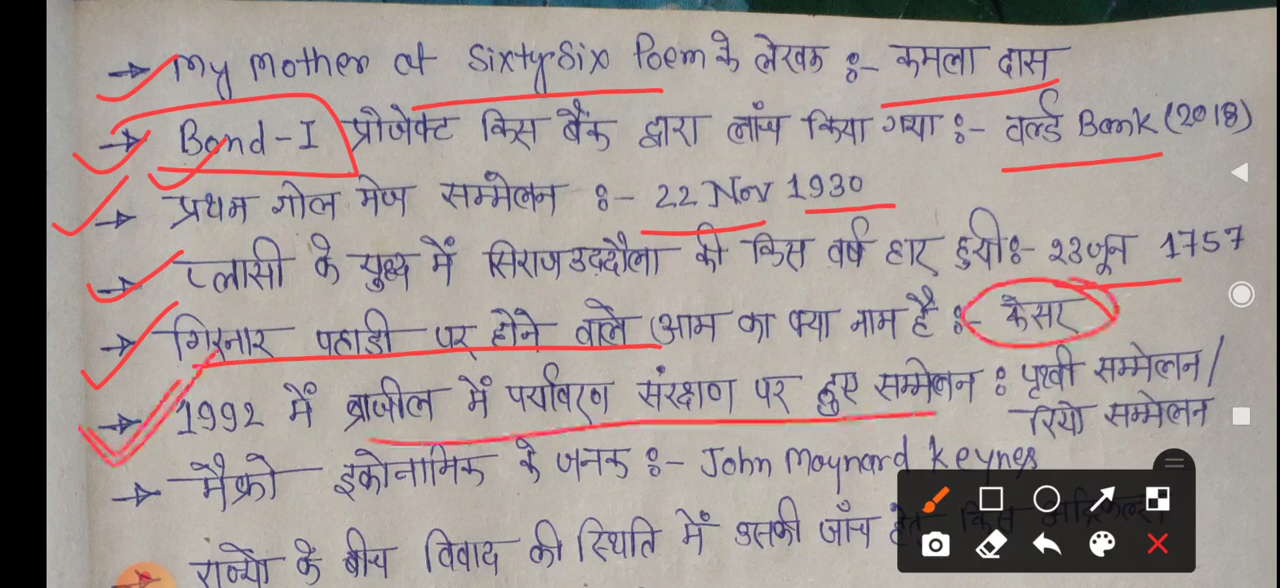 → My Mother at Sixty Six Poem के लेखक :- कमला दास
→ Bond-I प्रोजेक्ट किस बैंक द्वारा लांच किया गया :- वर्ल्ड Bank (2018)
→ प्रथम गोल मेज सम्मेलन :- 22 Nov 1930
→ प्लासी के युद्ध में सिराजउद्दौला की किस वर्ष हार हुयी:- 23 जून 1757
→ गिरनार पहाडी पर होने वाले आम का क्या नाम है :- केसर
→ 1992 में ब्राजील में पर्यावरण संरक्षण पर हुए सम्मेलन : पृथ्वी सम्मेलन/
रियो सम्मेलन
→ मैक्रो इकोनामिक के जनक :- John Maynard Keynes
राज्यो के बीच विवाद की स्थिति में उसकी जाँच हेतु किस